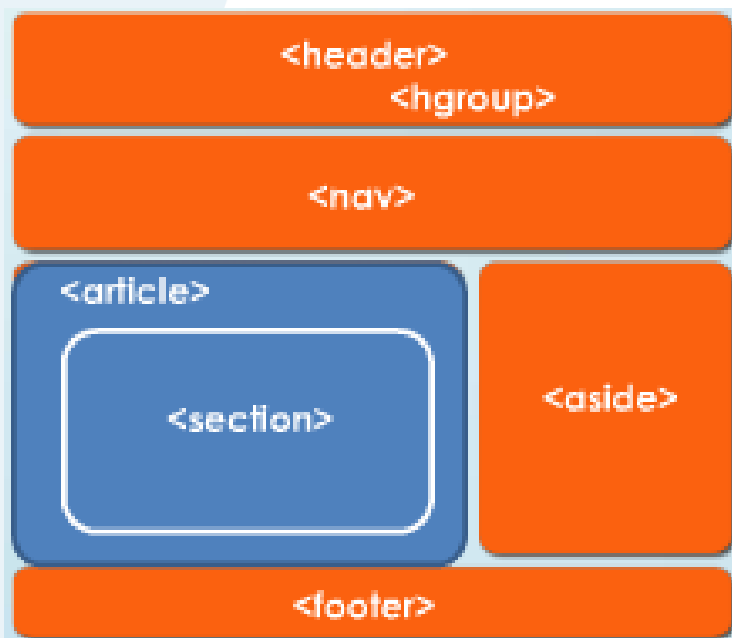 <header>
<hgroup>
<nav>
<article>
<section>
<aside>
<footer>